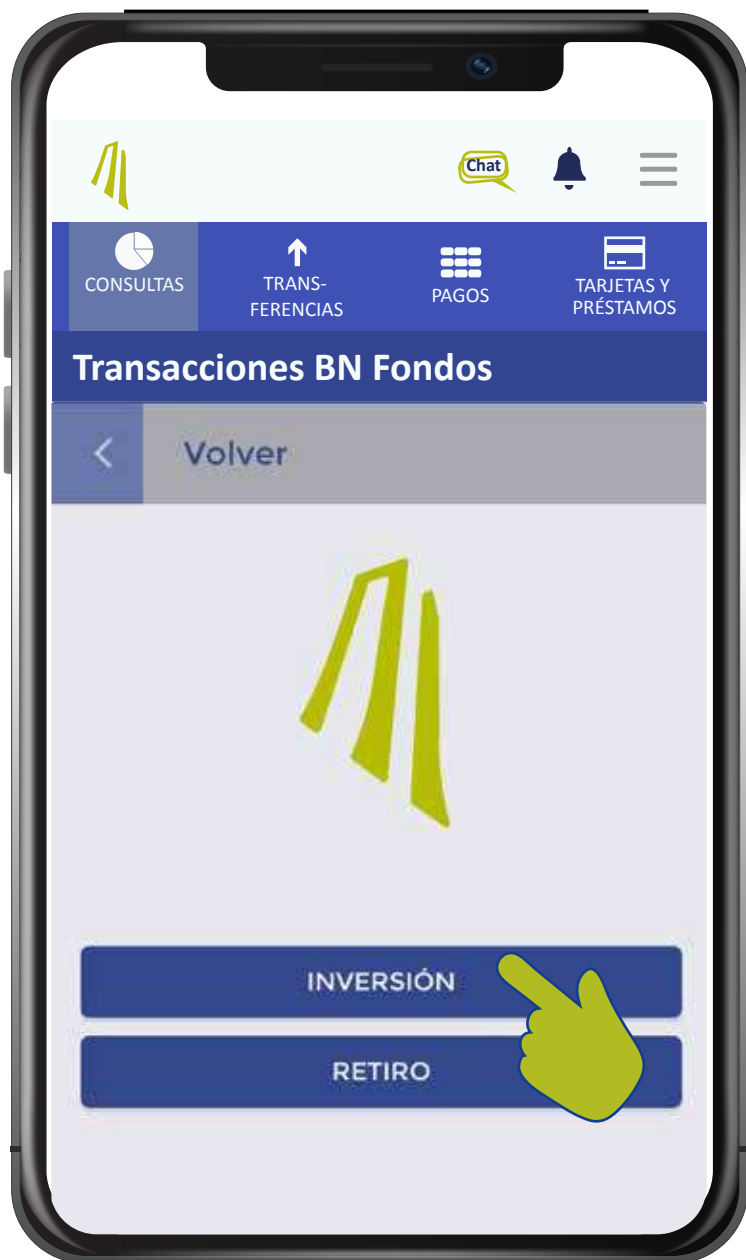 Chat
CONSULTAS
TRANS-
FERENCIAS
PAGOS
TARJETAS Y
PRÉSTAMOS
Transacciones BN Fondos
Volver
INVERSIÓN
RETIRO